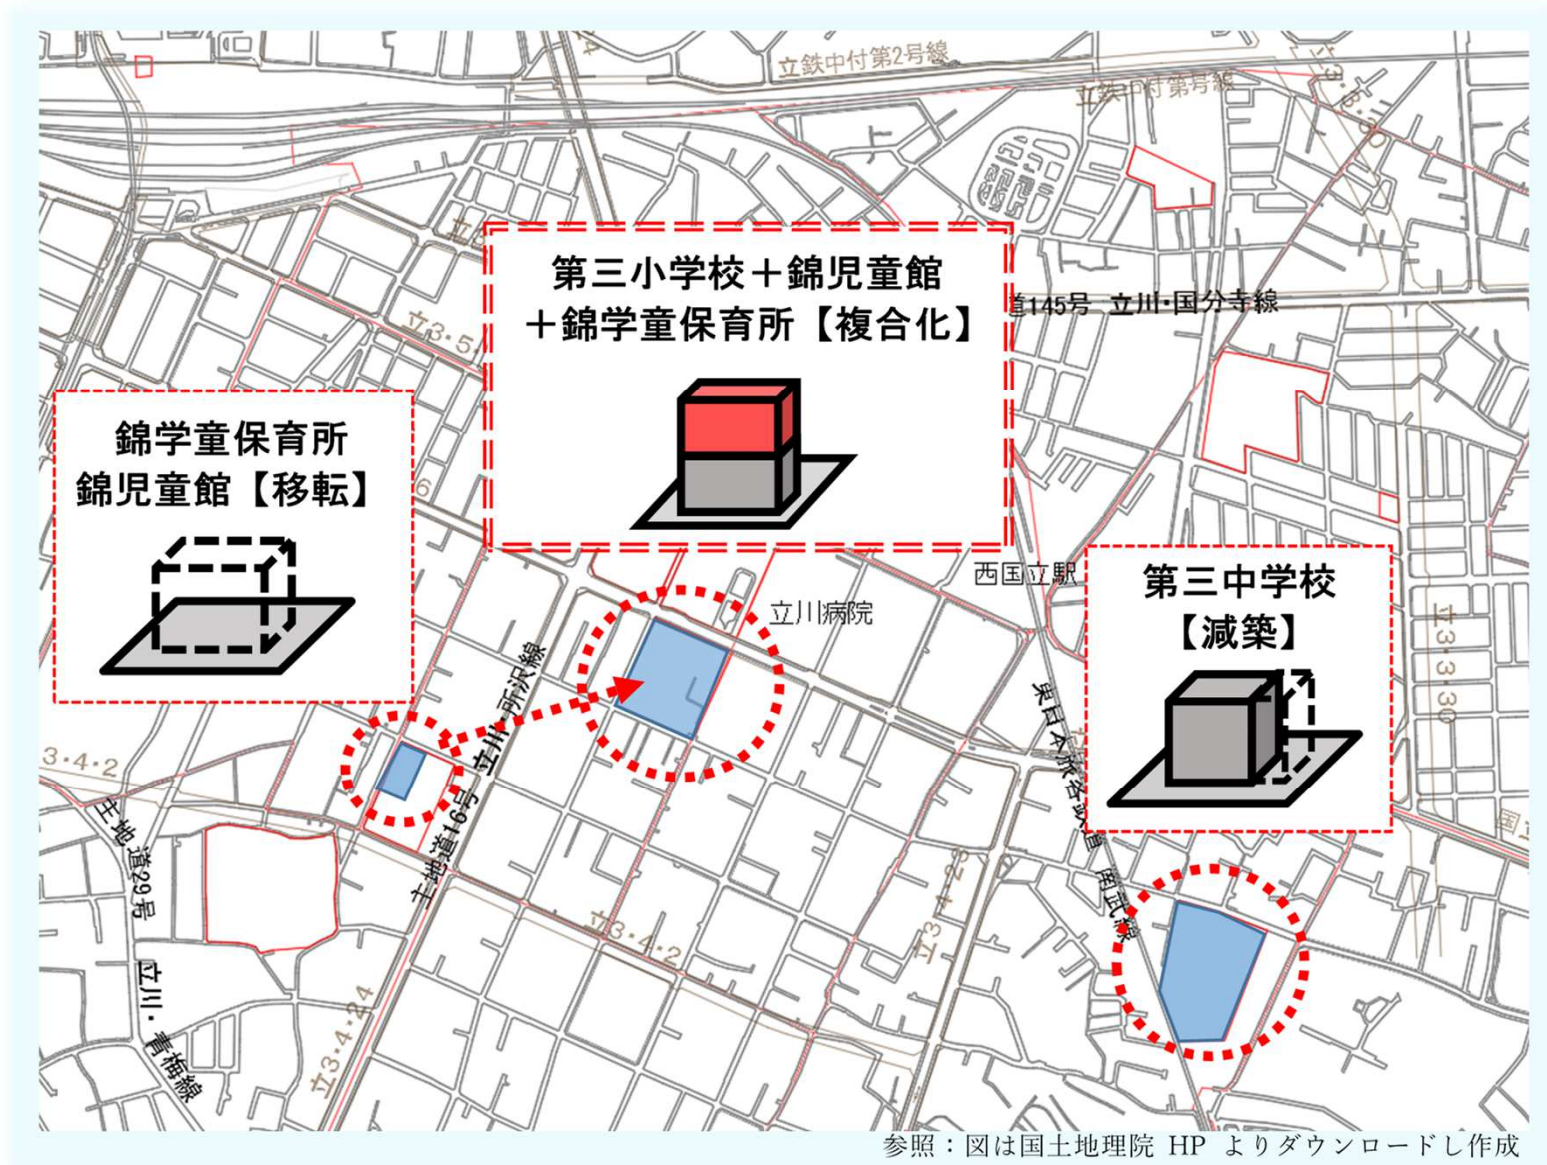 立鉄中付第2号線
立鉄中付第号線
第三小学校＋錦児童館
＋錦学童保育所【複合化】
道145号 立川・国分寺線
立3・5・
錦学童保育所
錦児童館【移転】
6
西国立駅
立川病院
第三中学校
【減築】
立3・3・30
立川・所沢線
主地道16号
東日本旅客鉄道 南武線
3・4・2
主地道29号
立川・青梅線
立3・4・2
立3・4・28
立3・4・24
国立
参照：図は国土地理院 HP よりダウンロードし作成